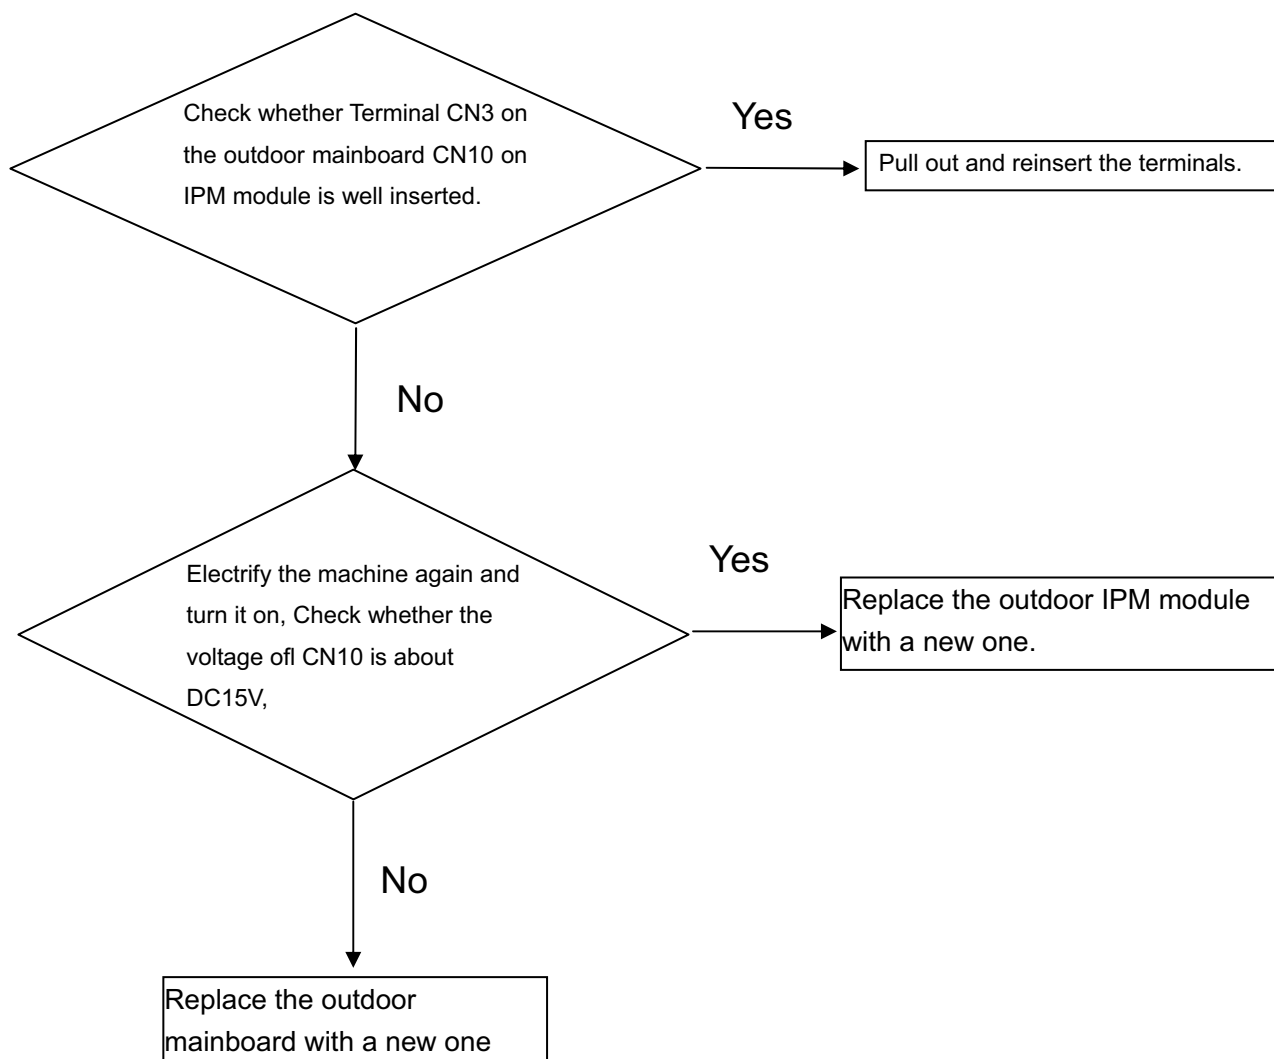 Check whether Terminal CN3 on
the outdoor mainboard CN10 on
IPM module is well inserted.
Yes
Pull out and reinsert the terminals.
No
Electrify the machine again and
turn it on, Check whether the
voltage ofl CN10 is about
DC15V,
Yes
Replace the outdoor IPM module
with a new one.
No
Replace the outdoor
mainboard with a new one